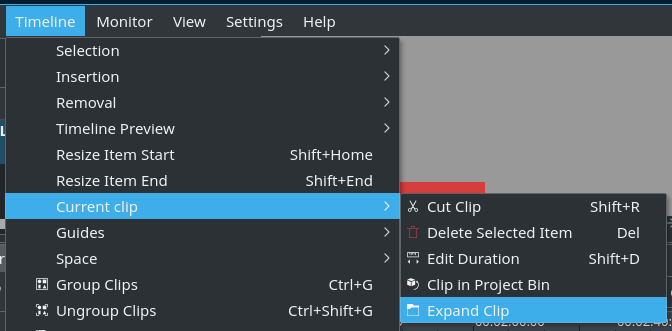 Timeline Monitor View Settings Help
Selection
Insertion
Removal
Timeline Preview
Resize Item Start Shift+Home
Resize Item End Shift+End
Current clip
Guides
Space
Group Clips Ctrl+G
Ungroup Clips Ctrl+Shift+G
Cut Clip Shift+R
Delete Selected Item Del
Edit Duration Shift+D
Clip in Project Bin
Expand Clip